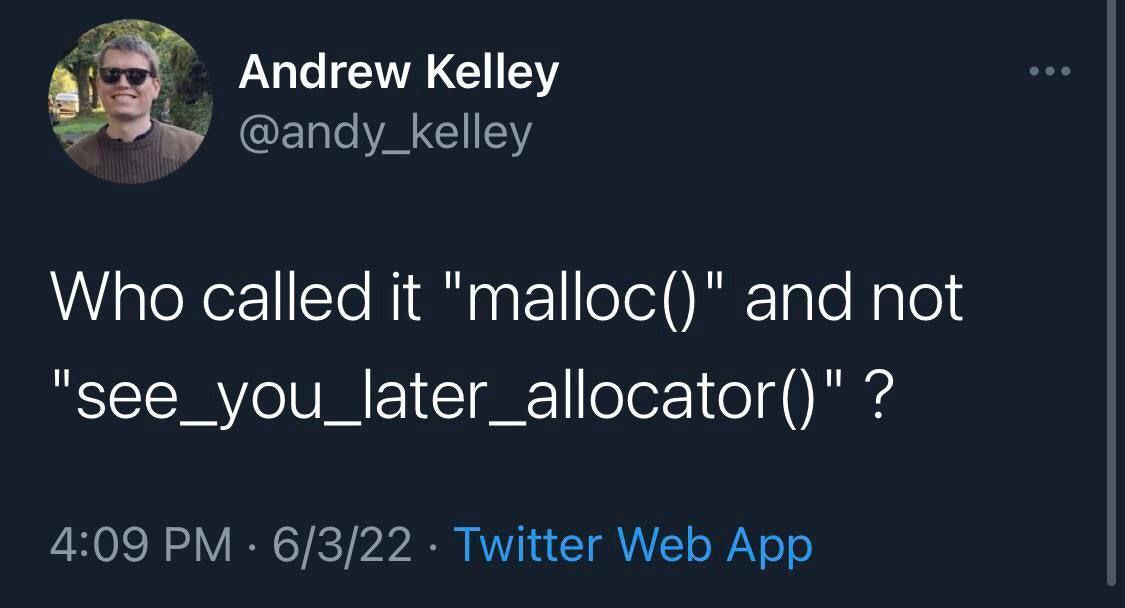 Andrew Kelley
@andy_kelley
Who called it "malloc()" and not
"see_you_later_allocator()" ?
4:09 PM · 6/3/22 · Twitter Web App